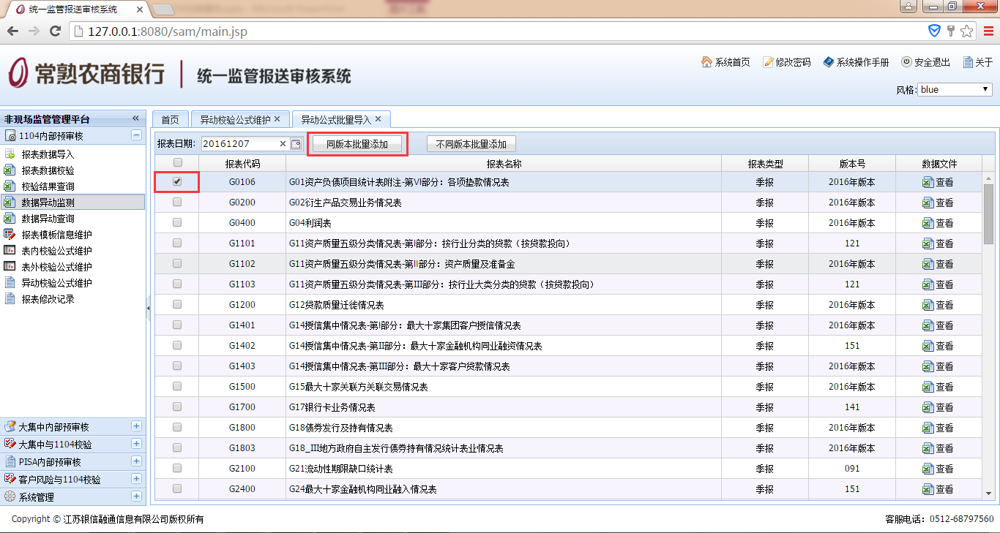 统一监管报送审核系统
127.0.0.1:8080/sam/main.jsp
常熟农商银行 统一监管报送审核系统
系统首页 修改密码 系统操作手册 安全退出 关于
风格: blue
非现场监管管理平台
1104内部预审核
报表数据导入
报表数据校验
校验结果查询
数据异动监测
数据异动查询
报表模板信息维护
表内校验公式维护
表外校验公式维护
异动校验公式维护
报表修改记录
大集中内部预审核
大集中与1104校验
PISA内部预审核
客户风险与1104校验
系统管理
首页 异动校验公式维护 异动公式批量导入
报表日期: 20161207 同版本批量添加 不同版本批量添加
报表代码 报表名称 报表类型 版本号 数据文件
G0106 G01资产负债项目统计表附注-第VI部分：各项垫款情况表 季报 2016年版本 查看
G0200 G02衍生产品交易业务情况表 季报 2016年版本 查看
G0400 G04利润表 季报 2016年版本 查看
G1101 G11资产质量五级分类情况表-第I部分：按行业分类的贷款（按贷款投向） 季报 121 查看
G1102 G11资产质量五级分类情况表-第II部分：资产质量及准备金 季报 2016年版本 查看
G1103 G11资产质量五级分类情况表-第III部分：按行业大类分类的贷款（按贷款投向） 季报 121 查看
G1200 G12贷款质量迁徙情况表 季报 2016年版本 查看
G1401 G14授信集中情况表-第I部分：最大十家集团客户授信情况表 季报 2016年版本 查看
G1402 G14授信集中情况表-第II部分：最大十家金融机构同业融资情况表 季报 151 查看
G1403 G14授信集中情况表-第III部分：最大十家客户贷款情况表 季报 2016年版本 查看
G1500 G15最大十家关联方关联交易情况表 季报 2016年版本 查看
G1700 G17银行卡业务情况表 季报 141 查看
G1800 G18债券发行及持有情况表 季报 2016年版本 查看
G1803 G18_III地方政府自主发行债券持有情况统计表业情况表 季报 2016年版本 查看
G2100 G21流动性期限缺口统计表 季报 091 查看
G2400 G24最大十家金融机构同业融入情况表 季报 151 查看
Copyright © 江苏银信融通信息有限公司版权所有
客服电话：0512-68797560